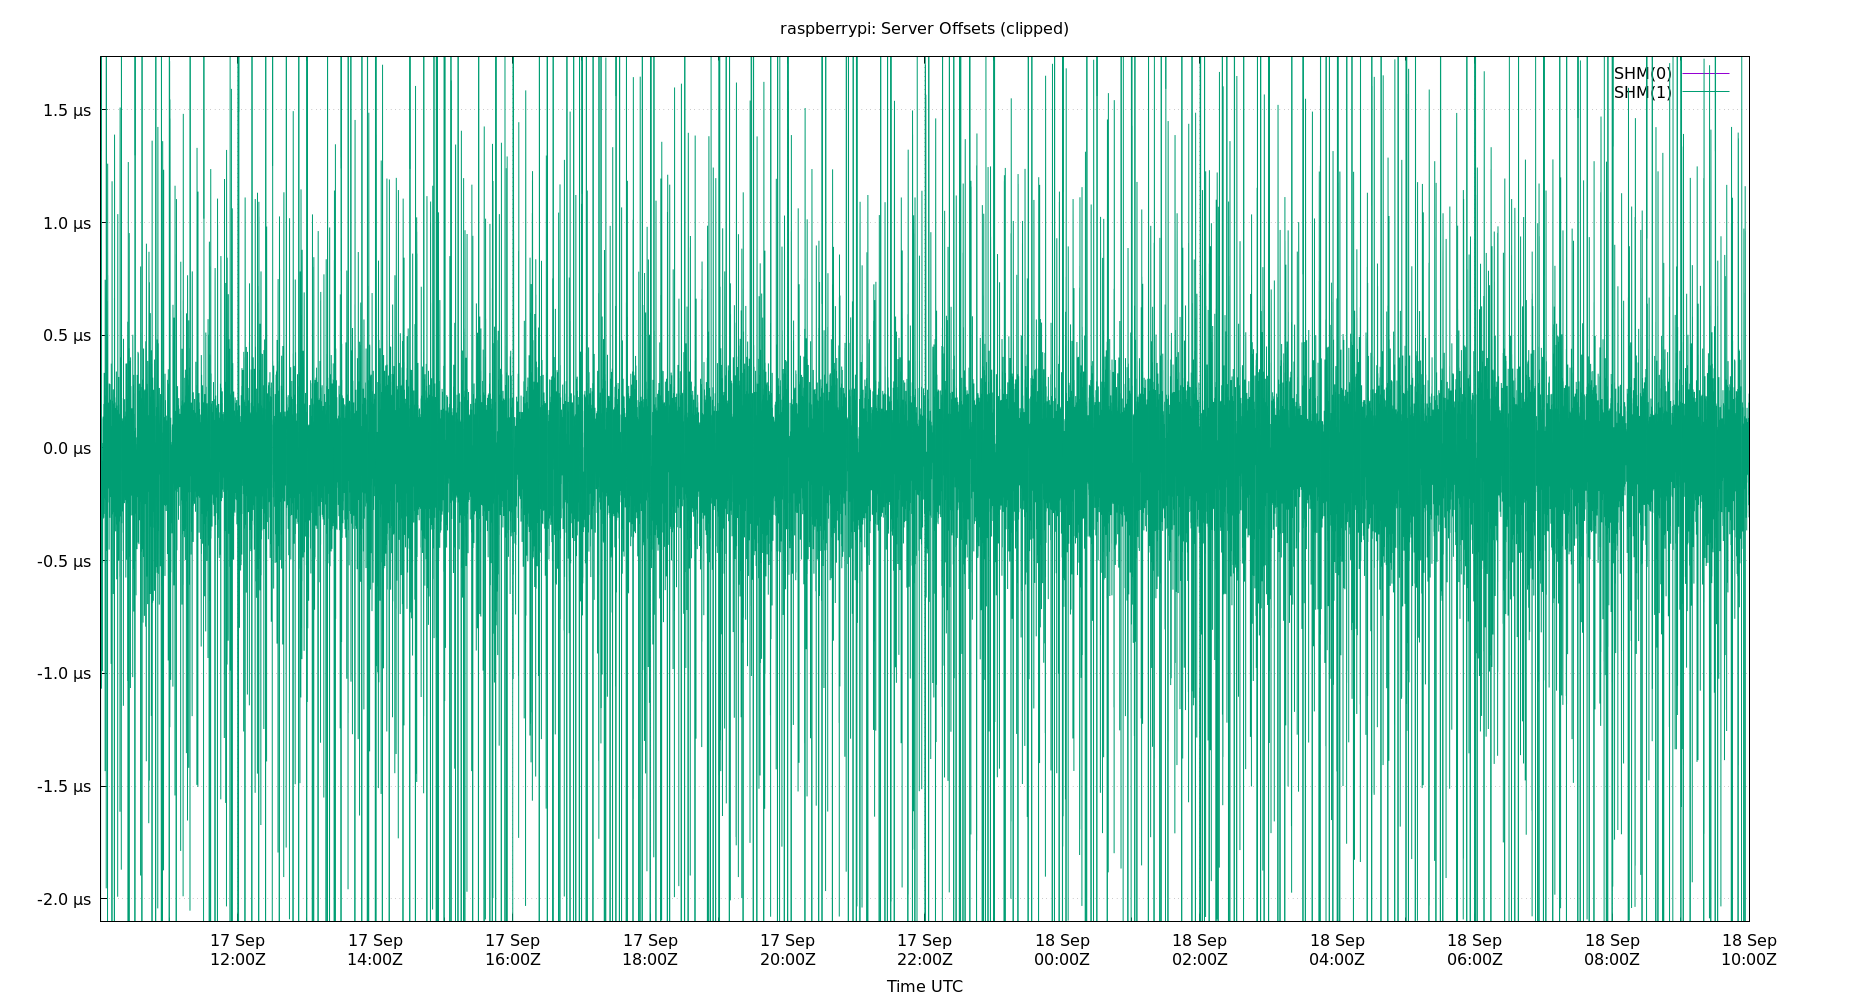 raspberrypi: Server Offsets (clipped)
SHM(0)
SHM(1)
1.5 µs
1.0 µs
0.5 µs
0.0 µs
-0.5 µs
-1.0 µs
-1.5 µs
-2.0 µs
17 Sep 17 Sep 17 Sep 17 Sep 17 Sep 17 Sep 18 Sep 18 Sep 18 Sep 18 Sep 18 Sep 18 Sep
12:00Z 14:00Z 16:00Z 18:00Z 20:00Z 22:00Z 00:00Z 02:00Z 04:00Z 06:00Z 08:00Z 10:00Z
Time UTC